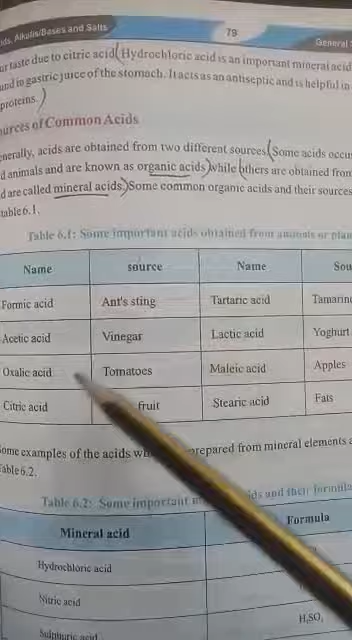 ids, Alkalis/Bases and Salts
79
General S
ur taste due to citric acid Hydrochloric acid is an important mineral acid
und in gastric juice of the stomach. It acts as an antiseptic and is helpful in
proteins.
ources of Common Acids
enerally, acids are obtained from two different sources. Some acids occur
d animals and are known as organic acids while others are obtained from
d are called mineral acids. Some common organic acids and their sources
table 6.1.
Table 6.1: Some important acids obtained from animals or plan
Name source Name Sou
Formic acid Ant's sting Tartaric acid Tamarin
Acetic acid Vinegar Lactic acid Yoghurt
Oxalic acid Tomatoes Maleic acid Apples
Citric acid fruit Stearic acid Fats
ome examples of the acids wh prepared from mineral elements a
Table 6.2.
Table 6.2: Some important m ids and their formula
Mineral acid Formula
Hydrochloric acid
Nitric acid
Sulphuric acid H₂SO₄